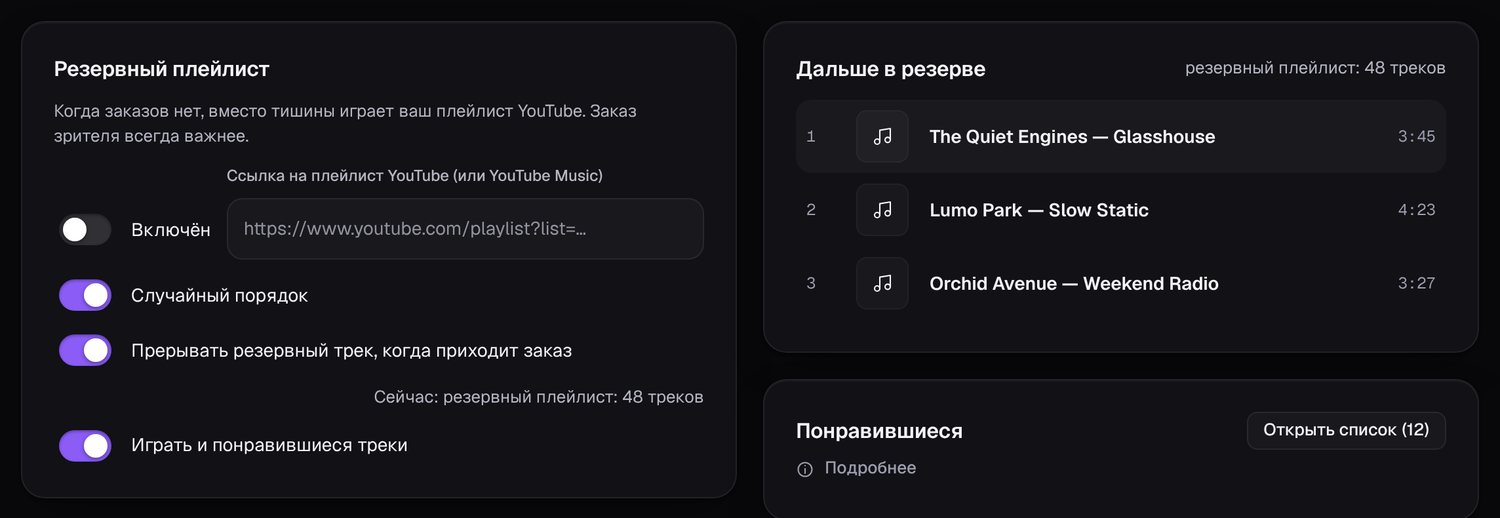 Резервный плейлист
Когда заказов нет, вместо тишины играет ваш плейлист YouTube. Заказ
зрителя всегда важнее.
Ссылка на плейлист YouTube (или YouTube Music)
Включён
https://www.youtube.com/playlist?list=…
Случайный порядок
Прерывать резервный трек, когда приходит заказ
Сейчас: резервный плейлист: 48 треков
Играть и понравившиеся треки
Дальше в резерве
резервный плейлист: 48 треков
1 The Quiet Engines — Glasshouse 3:45
2 Lumo Park — Slow Static 4:23
3 Orchid Avenue — Weekend Radio 3:27
Понравившиеся
Открыть список (12)
Подробнее